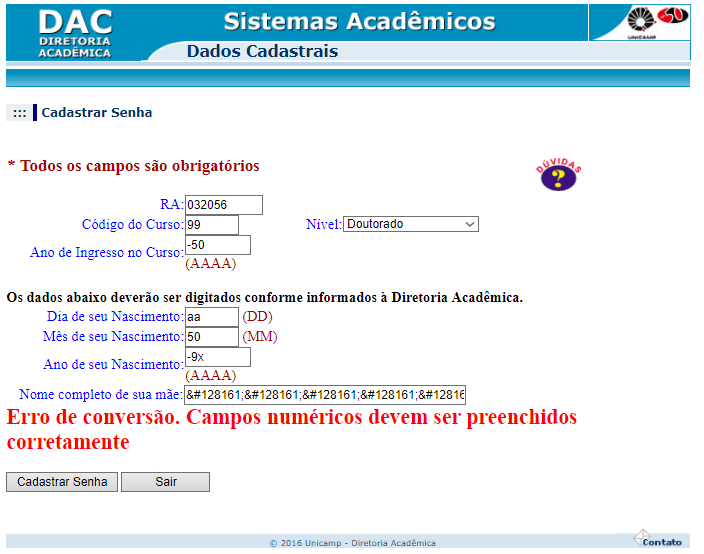 DAC
DIRETORIA
ACADÊMICA
Sistemas Acadêmicos
Dados Cadastrais
UNICAMP
50
::: Cadastrar Senha
* Todos os campos são obrigatórios
DÚVIDAS
?
RA: 032056
Código do Curso: 99 Nível: Doutorado
Ano de Ingresso no Curso: -50
(AAAA)
Os dados abaixo deverão ser digitados conforme informados à Diretoria Acadêmica.
Dia de seu Nascimento: aa (DD)
Mês de seu Nascimento: 50 (MM)
Ano de seu Nascimento: -9x
(AAAA)
Nome completo de sua mãe: &#128161;&#128161;&#128161;&#128161;&#12816
Erro de conversão. Campos numéricos devem ser preenchidos
corretamente
Cadastrar Senha Sair
© 2016 Unicamp - Diretoria Acadêmica
Contato